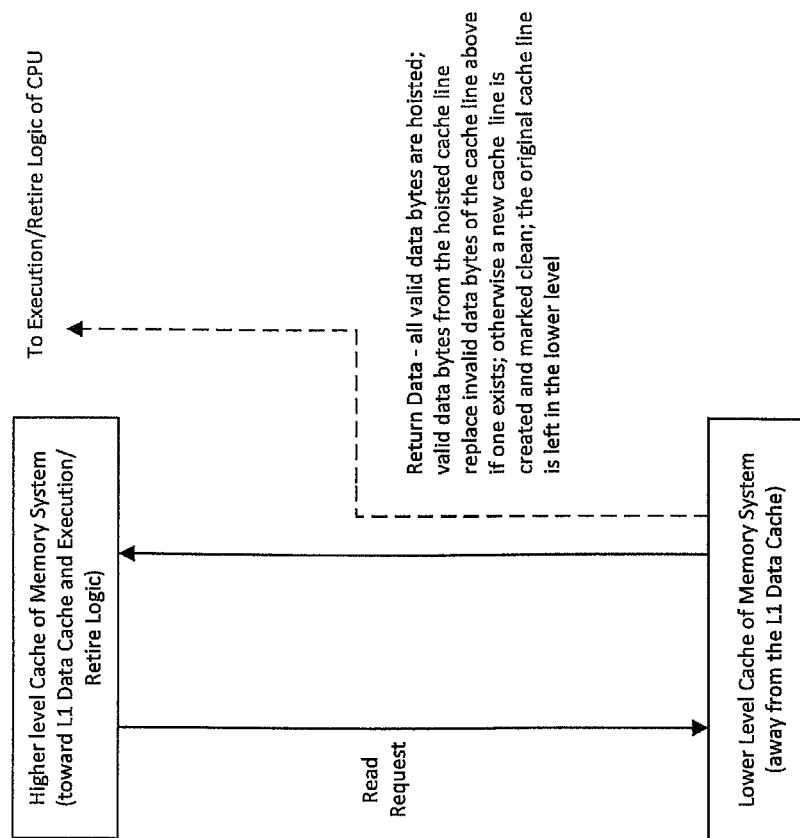 Higher level Cache of Memory System
(toward L1 Data Cache and Execution/
Retire Logic)
To Execution/Retire Logic of CPU
Read
Request
Return Data - all valid data bytes are hoisted;
valid data bytes from the hoisted cache line
replace invalid data bytes of the cache line above
if one exists; otherwise a new cache line is
created and marked clean; the original cache line
is left in the lower level
Lower Level Cache of Memory System
(away from the L1 Data Cache)